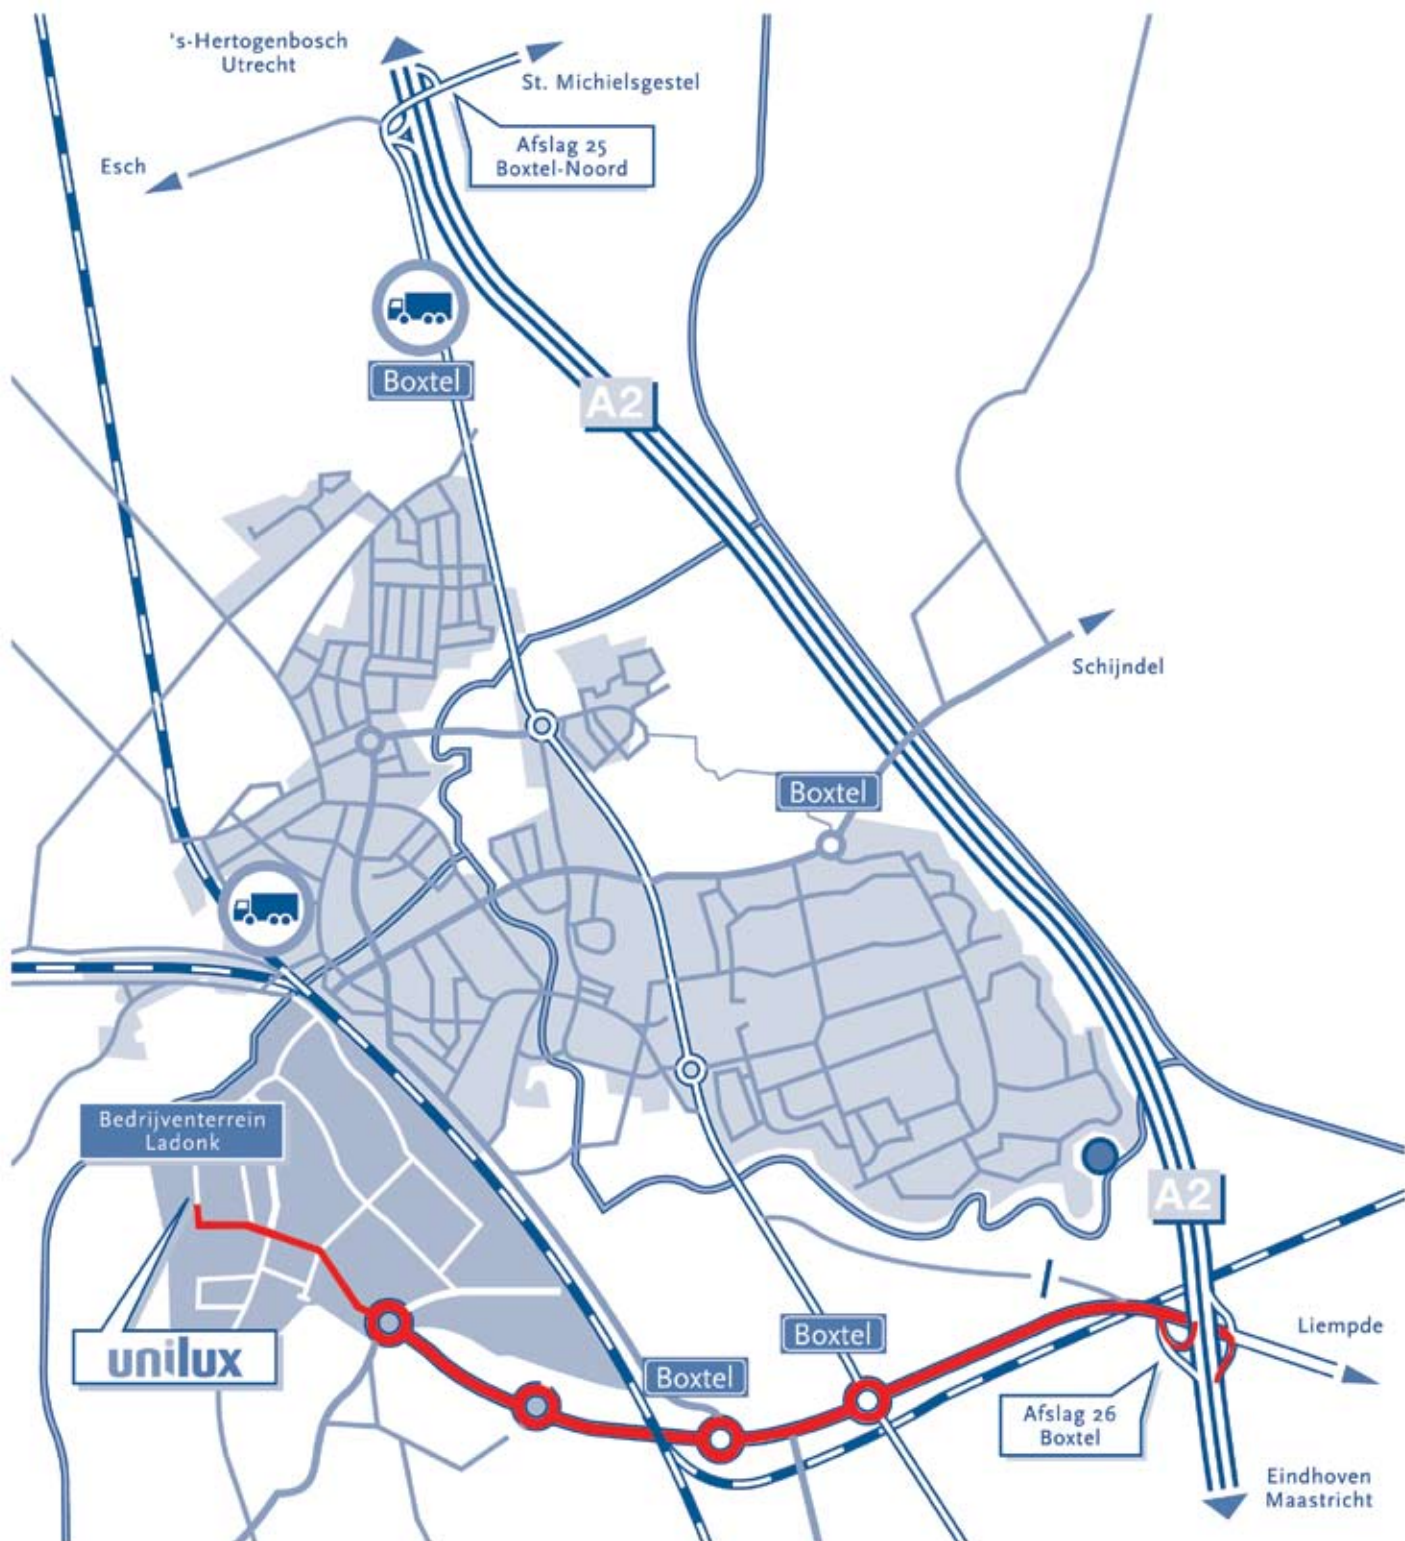 's-Hertogenbosch
Utrecht
St. Michielsgestel
Afslag 25
Boxtel-Noord
Esch
Boxtel
A2
Schijndel
Boxtel
Bedrijventerrein
Ladonk
A2
unilux
Boxtel
Boxtel
Liempde
Afslag 26
Boxtel
Eindhoven
Maastricht